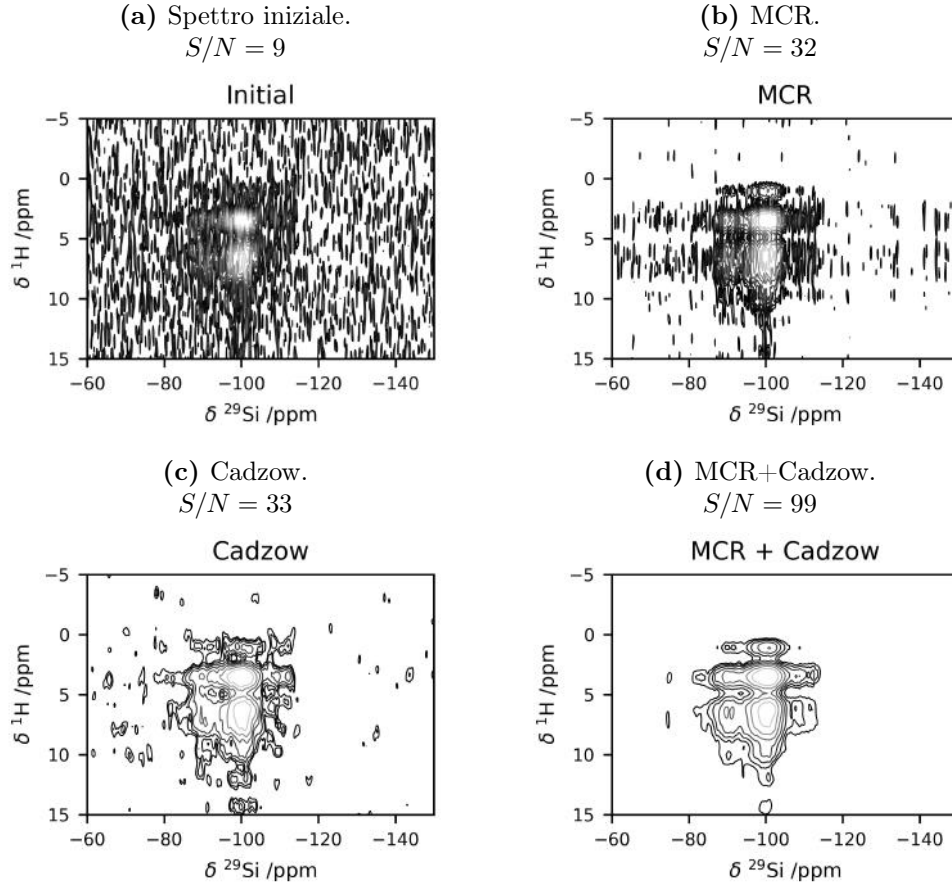 (a) Spettro iniziale.
S/N = 9
Initial
−5
0
5
10
15
δ ¹H /ppm
−60 −80 −100 −120 −140
δ ²⁹Si /ppm
(b) MCR.
S/N = 32
MCR
−5
0
5
10
15
δ ¹H /ppm
−60 −80 −100 −120 −140
δ ²⁹Si /ppm
(c) Cadzow.
S/N = 33
Cadzow
−5
0
5
10
15
δ ¹H /ppm
−60 −80 −100 −120 −140
δ ²⁹Si /ppm
(d) MCR+Cadzow.
S/N = 99
MCR + Cadzow
−5
0
5
10
15
δ ¹H /ppm
−60 −80 −100 −120 −140
δ ²⁹Si /ppm